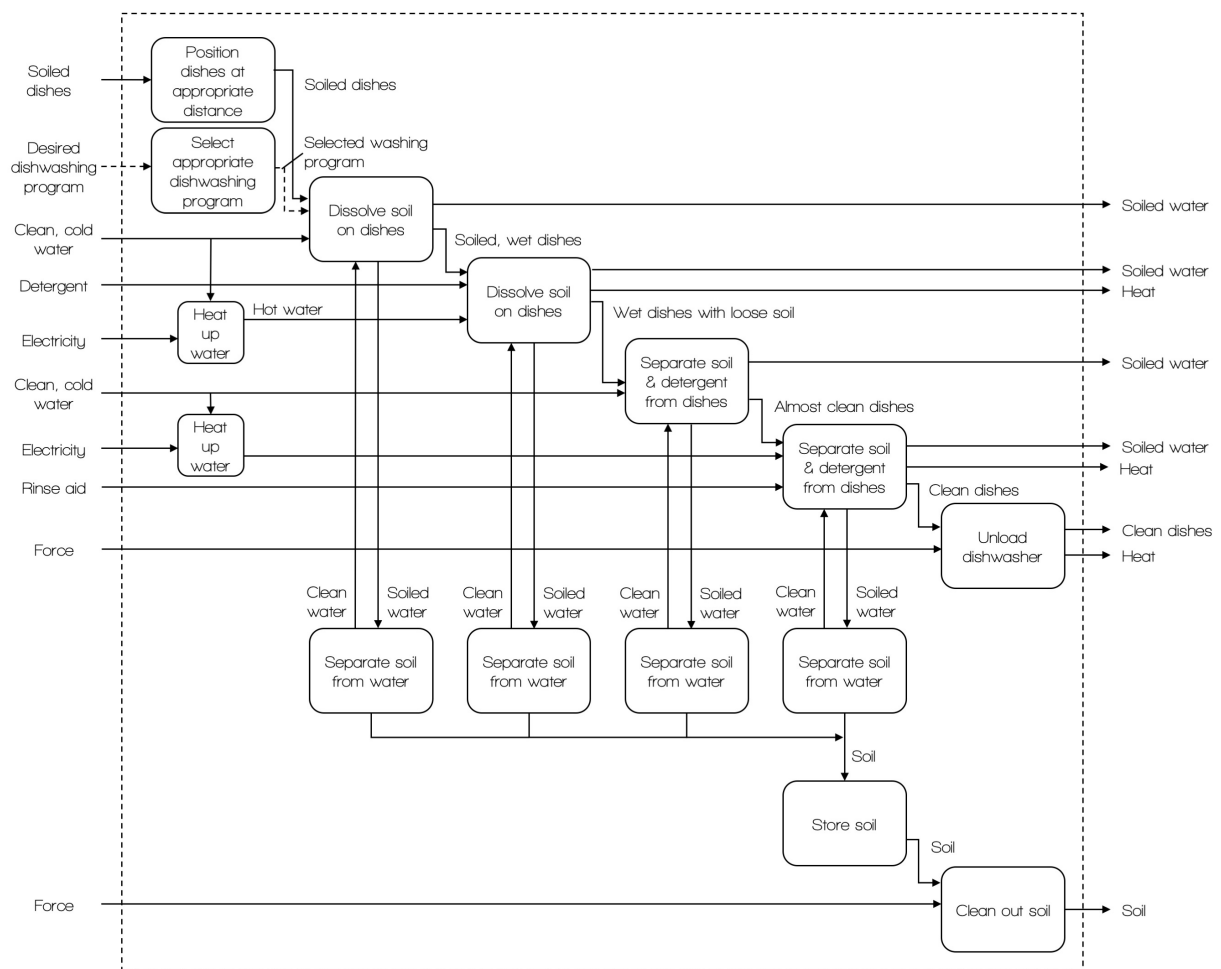 Soiled
dishes
Position
dishes at
appropriate
distance
Soiled dishes
Desired
dishwashing
program
Select
appropriate
dishwashing
program
Selected washing
program
Dissolve soil
on dishes
Soiled water
Clean, cold
water
Soiled, wet dishes
Detergent
Dissolve soil
on dishes
Soiled water
Heat
Electricity
Heat
up
water
Hot water
Wet dishes with loose soil
Clean, cold
water
Separate soil
& detergent
from dishes
Soiled water
Electricity
Heat
up
water
Almost clean dishes
Rinse aid
Separate soil
& detergent
from dishes
Soiled water
Heat
Clean dishes
Force
Unload
dishwasher
Clean dishes
Heat
Clean
water
Soiled
water
Clean
water
Soiled
water
Clean
water
Soiled
water
Clean
water
Soiled
water
Separate soil
from water
Separate soil
from water
Separate soil
from water
Separate soil
from water
Soil
Store soil
Soil
Force
Clean out soil
Soil